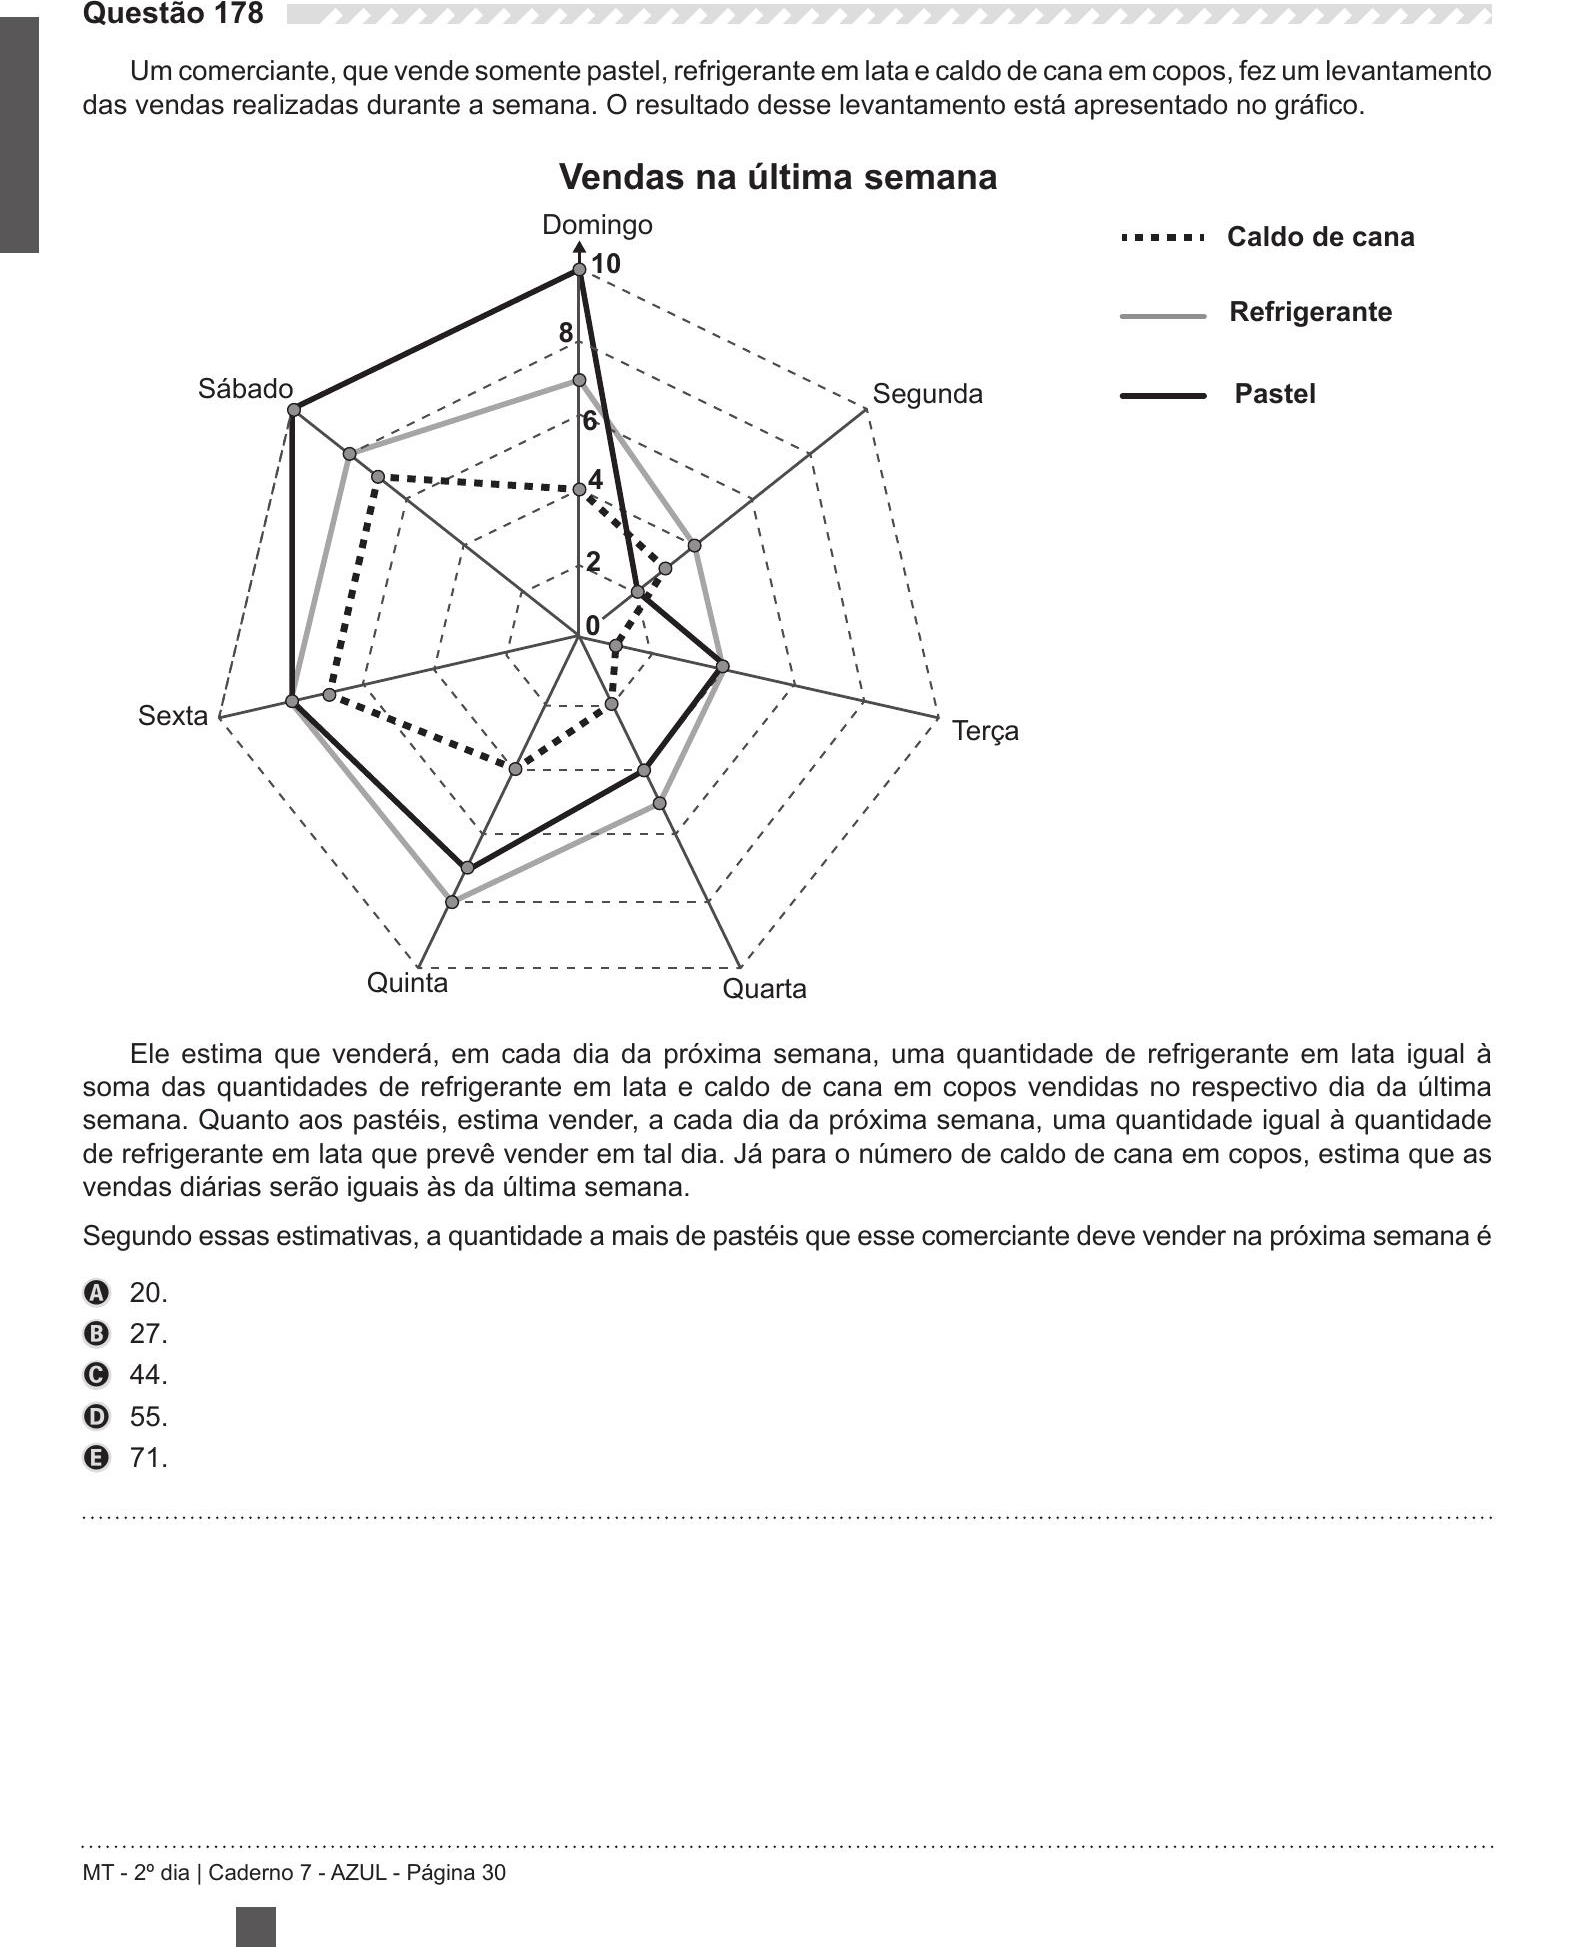 Questão 178
Um comerciante, que vende somente pastel, refrigerante em lata e caldo de cana em copos, fez um levantamento
das vendas realizadas durante a semana. O resultado desse levantamento está apresentado no gráfico.
Vendas na última semana
Domingo
10
8
6
4
2
0
Segunda
Terça
Quarta
Quinta
Sexta
Sábado
Caldo de cana
Refrigerante
Pastel
Ele estima que venderá, em cada dia da próxima semana, uma quantidade de refrigerante em lata igual à
soma das quantidades de refrigerante em lata e caldo de cana em copos vendidas no respectivo dia da última
semana. Quanto aos pastéis, estima vender, a cada dia da próxima semana, uma quantidade igual à quantidade
de refrigerante em lata que prevê vender em tal dia. Já para o número de caldo de cana em copos, estima que as
vendas diárias serão iguais às da última semana.
Segundo essas estimativas, a quantidade a mais de pastéis que esse comerciante deve vender na próxima semana é
A 20.
B 27.
C 44.
D 55.
E 71.
MT - 2º dia | Caderno 7 - AZUL - Página 30